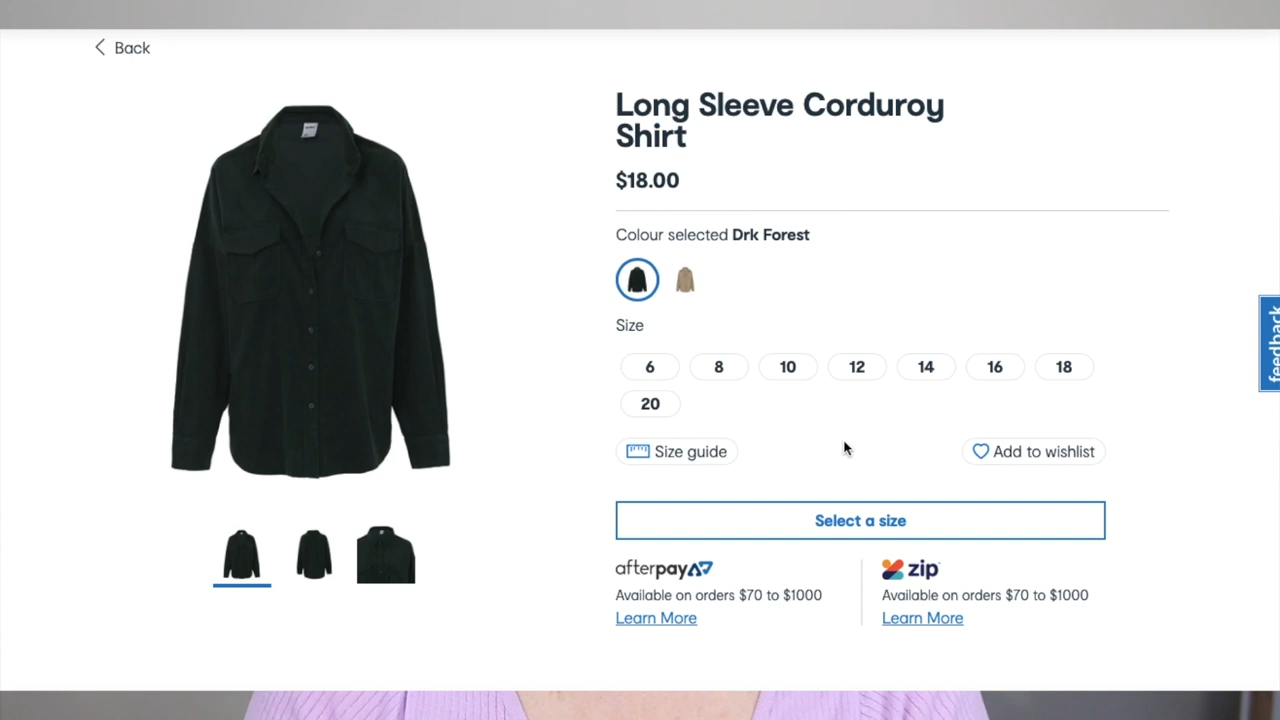 Back
Long Sleeve Corduroy
Shirt
$18.00
Colour selected Drk Forest
Size
6 8 10 12 14 16 18
20
Size guide
Add to wishlist
Select a size
afterpay
Available on orders $70 to $1000
Learn More
zip
Available on orders $70 to $1000
Learn More
feedback